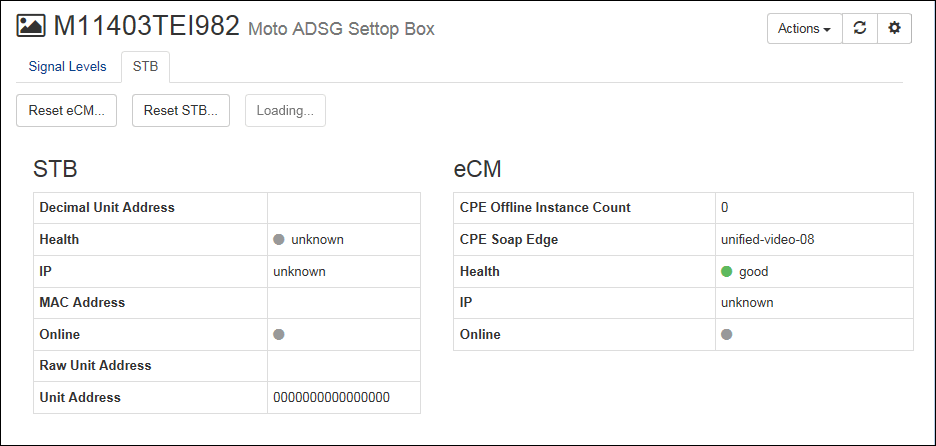 M11403TEI982 Moto ADSG Settop Box
Actions
Signal Levels STB
Reset eCM... Reset STB... Loading...
STB
Decimal Unit Address
Health unknown
IP unknown
MAC Address
Online
Raw Unit Address
Unit Address 0000000000000000
eCM
CPE Offline Instance Count 0
CPE Soap Edge unified-video-08
Health good
IP unknown
Online